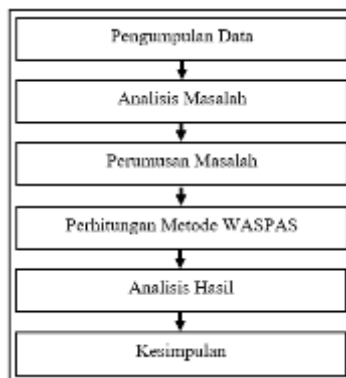 Pengumpulan Data
Analisis Masalah
Perumusan Masalah
Perhitungan Metode WASPAS
Analisis Hasil
Kesimpulan